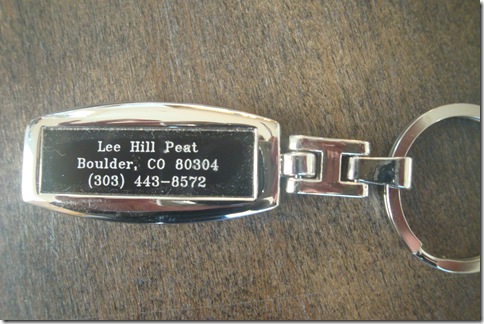 Lee Hill Peat
Boulder, CO 80304
(303) 443-8572